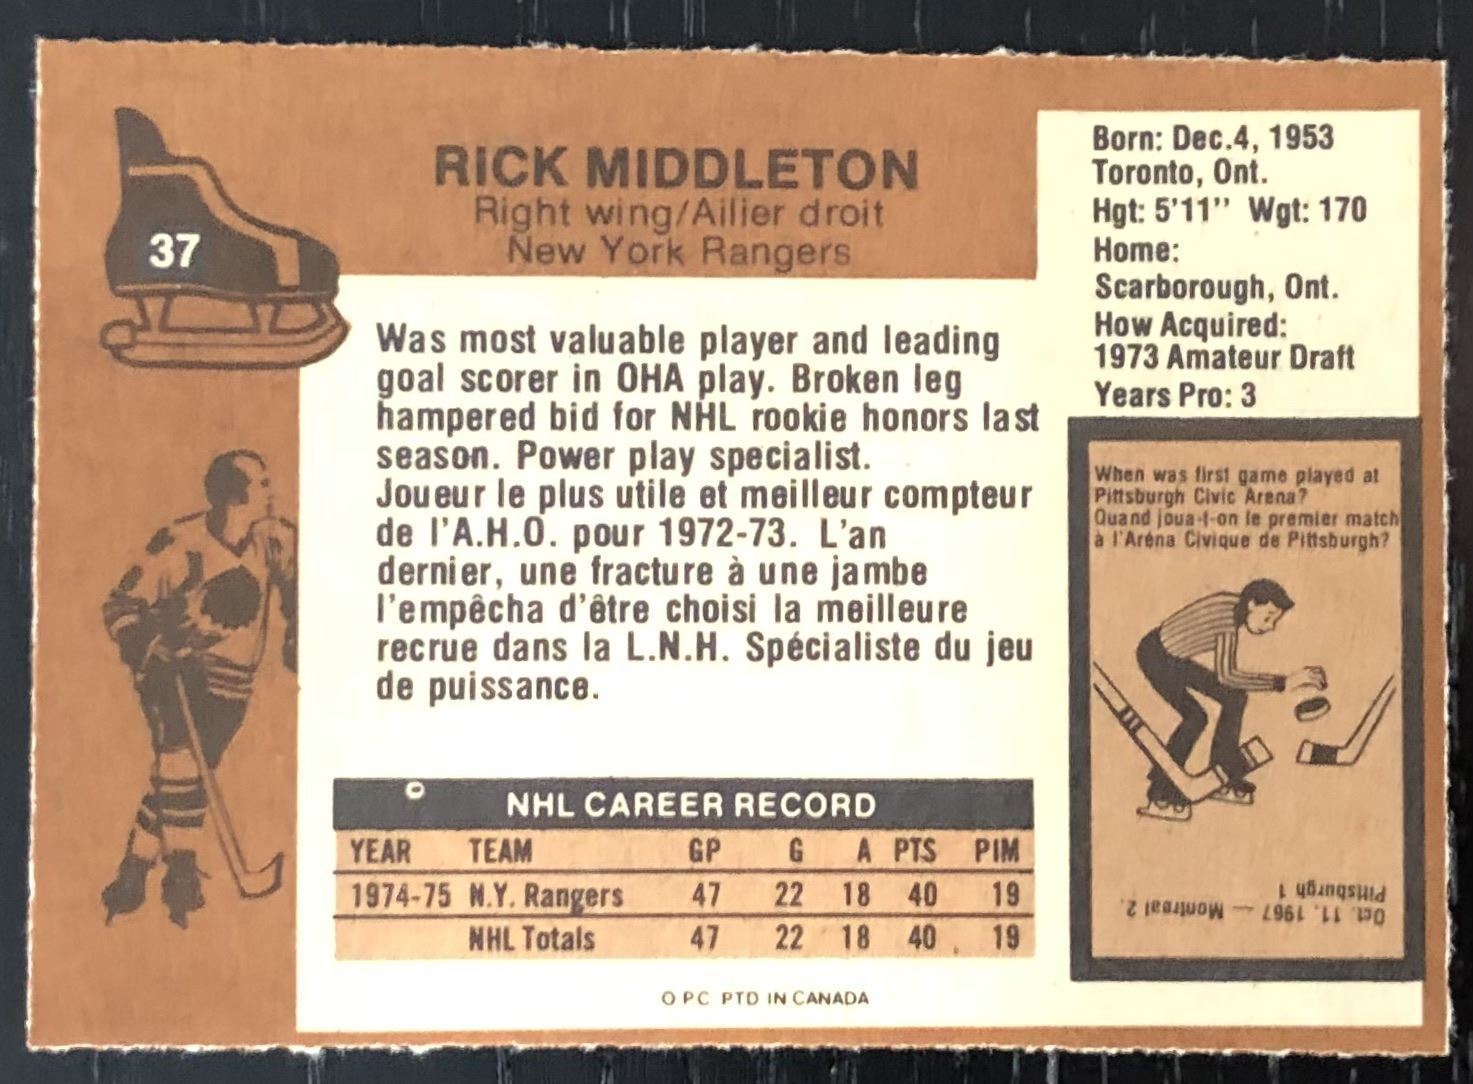 37
RICK MIDDLETON
Right wing/Ailier droit
New York Rangers
Born: Dec.4, 1953
Toronto, Ont.
Hgt: 5'11" Wgt: 170
Home:
Scarborough, Ont.
How Acquired:
1973 Amateur Draft
Years Pro: 3
Was most valuable player and leading
goal scorer in OHA play. Broken leg
hampered bid for NHL rookie honors last
season. Power play specialist.
Joueur le plus utile et meilleur compteur
de l'A.H.O. pour 1972-73. L'an
dernier, une fracture à une jambe
l'empêcha d'être choisi la meilleure
recrue dans la L.N.H. Spécialiste du jeu
de puissance.
When was first game played at
Pittsburgh Civic Arena?
Quand joua-t-on le premier match
à l'Aréna Civique de Pittsburgh?
Oct. 11, 1967 — Montreal 2,
Pittsburgh 1
NHL CAREER RECORD
YEAR TEAM GP G A PTS PIM
1974-75 N.Y. Rangers 47 22 18 40 19
NHL Totals 47 22 18 40 19
O PC PTD IN CANADA